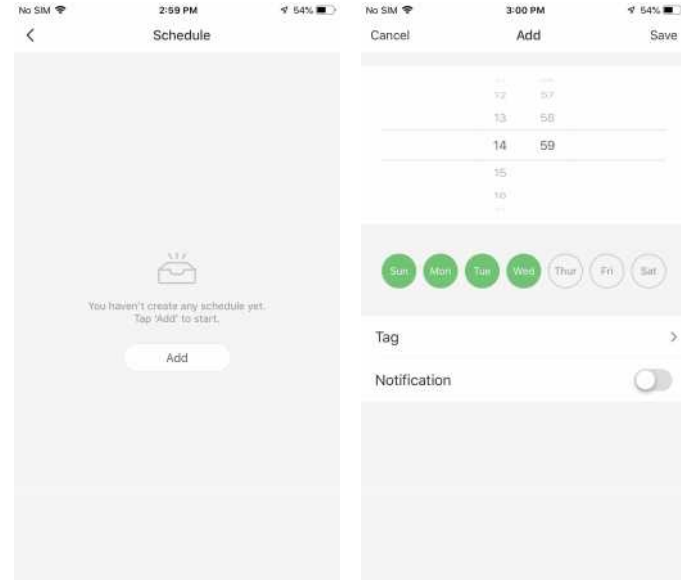 No SIM
2:59 PM
54%
Schedule
You haven't create any schedule yet.
Tap 'Add' to start.
Add
No SIM
3:00 PM
54%
Cancel
Add
Save
12 57
13 58
14 59
15
Sun Mon Tue Wed Thur Fri Sat
Tag
Notification